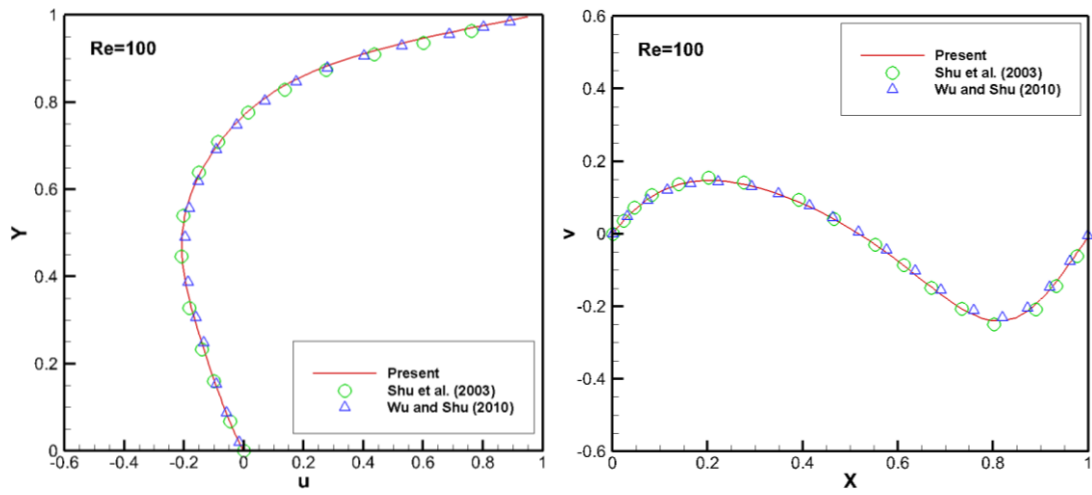 Re=100
Present
Shu et al. (2003)
Wu and Shu (2010)
Y
1
0.8
0.6
0.4
0.2
0
-0.6 -0.4 -0.2 0 0.2 0.4 0.6 0.8 1
u
Re=100
Present
Shu et al. (2003)
Wu and Shu (2010)
v
0.6
0.4
0.2
0
-0.2
-0.4
-0.6
0 0.2 0.4 0.6 0.8 1
X